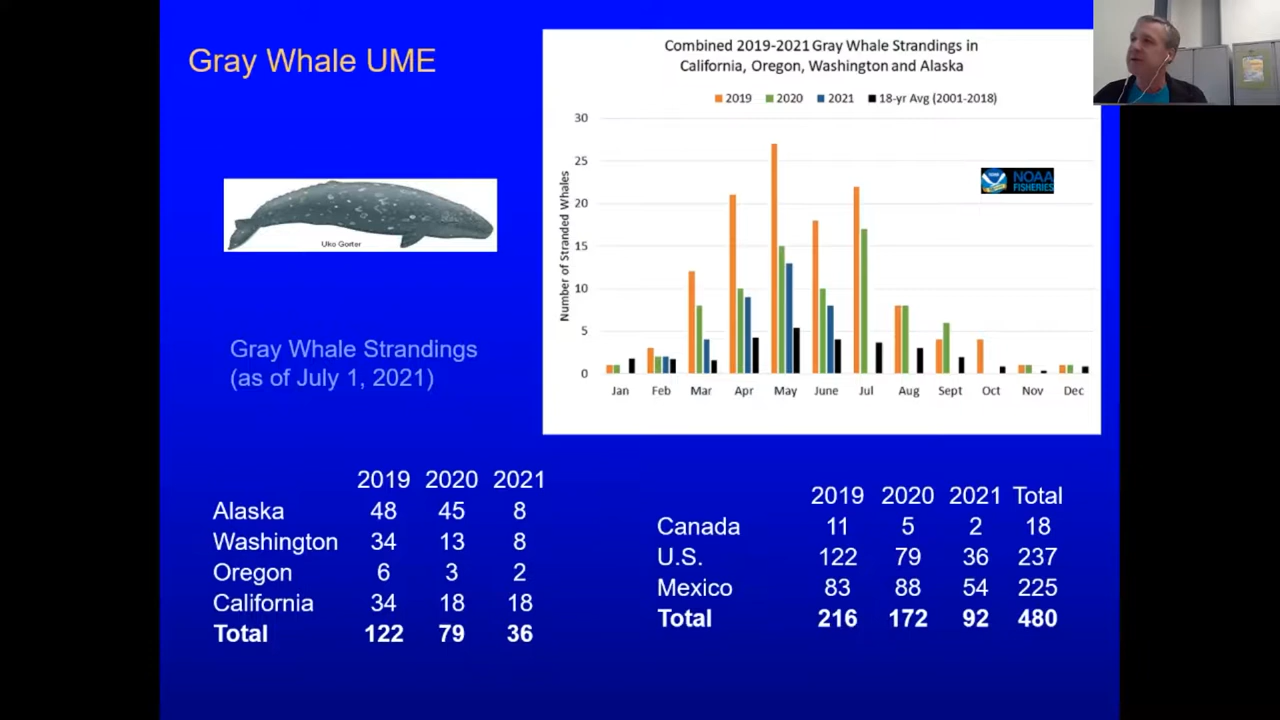 Gray Whale UME
Uko Gorter
Gray Whale Strandings
(as of July 1, 2021)
Combined 2019-2021 Gray Whale Strandings in
California, Oregon, Washington and Alaska
2019 2020 2021 18-yr Avg (2001-2018)
Number of Stranded Whales
30
25
20
15
10
5
0
Jan Feb Mar Apr May June Jul Aug Sept Oct Nov Dec
NOAA
FISHERIES
2019 2020 2021
Alaska 48 45 8
Washington 34 13 8
Oregon 6 3 2
California 34 18 18
Total 122 79 36
2019 2020 2021 Total
Canada 11 5 2 18
U.S. 122 79 36 237
Mexico 83 88 54 225
Total 216 172 92 480